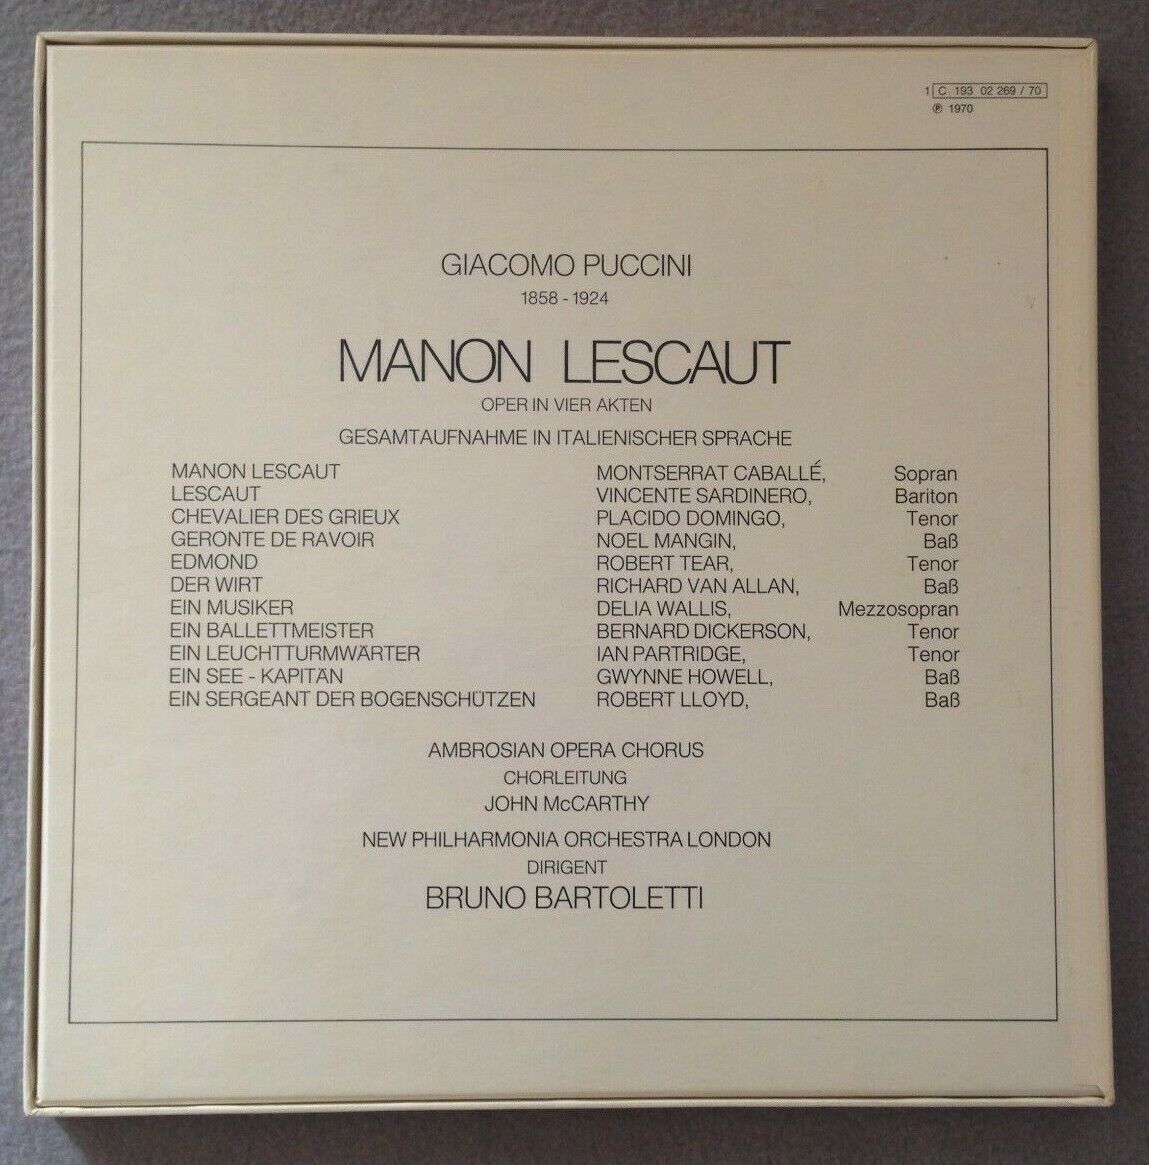 1 C 193 02 269 / 70
℗ 1970
GIACOMO PUCCINI
1858 - 1924
MANON LESCAUT
OPER IN VIER AKTEN
GESAMTAUFNAHME IN ITALIENISCHER SPRACHE
MANON LESCAUT MONTSERRAT CABALLÉ, Sopran
LESCAUT VINCENTE SARDINERO, Bariton
CHEVALIER DES GRIEUX PLACIDO DOMINGO, Tenor
GERONTE DE RAVOIR NOEL MANGIN, Baß
EDMOND ROBERT TEAR, Tenor
DER WIRT RICHARD VAN ALLAN, Baß
EIN MUSIKER DELIA WALLIS, Mezzosopran
EIN BALLETTMEISTER BERNARD DICKERSON, Tenor
EIN LEUCHTTURMWÄRTER IAN PARTRIDGE, Tenor
EIN SEE - KAPITÄN GWYNNE HOWELL, Baß
EIN SERGEANT DER BOGENSCHÜTZEN ROBERT LLOYD, Baß
AMBROSIAN OPERA CHORUS
CHORLEITUNG
JOHN McCARTHY
NEW PHILHARMONIA ORCHESTRA LONDON
DIRIGENT
BRUNO BARTOLETTI